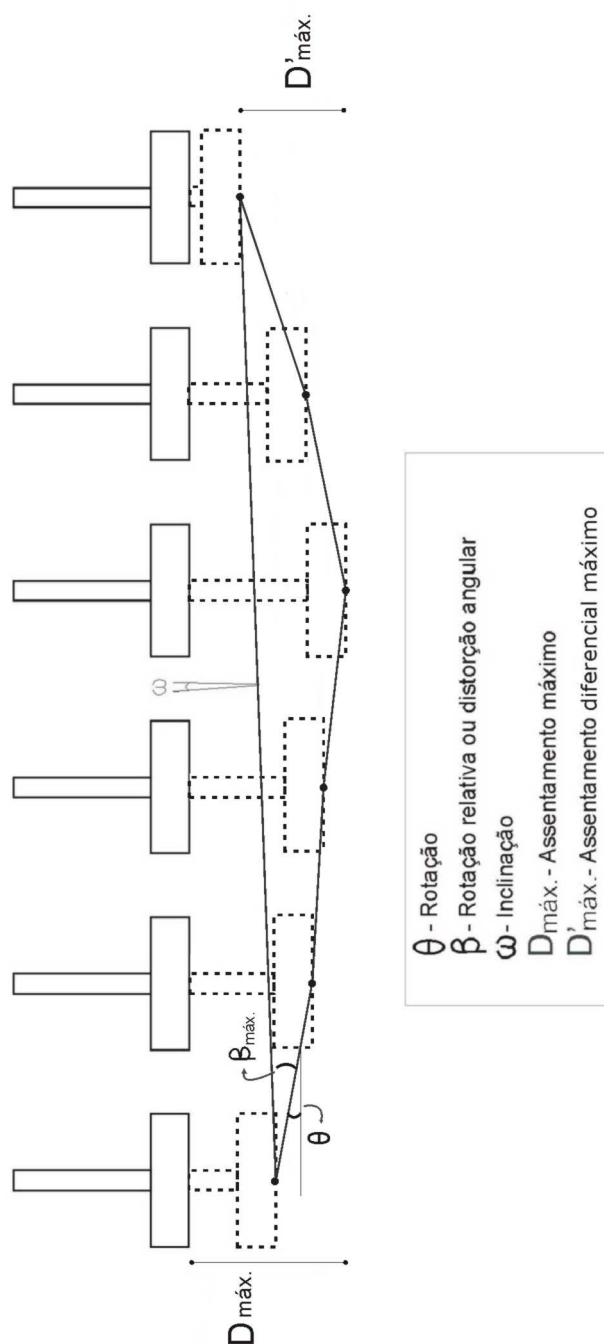 D'máx.
ω
βmáx.
θ
Dmáx.
θ - Rotação
β - Rotação relativa ou distorção angular
ω - Inclinação
Dmáx.- Assentamento máximo
D'máx.- Assentamento diferencial máximo